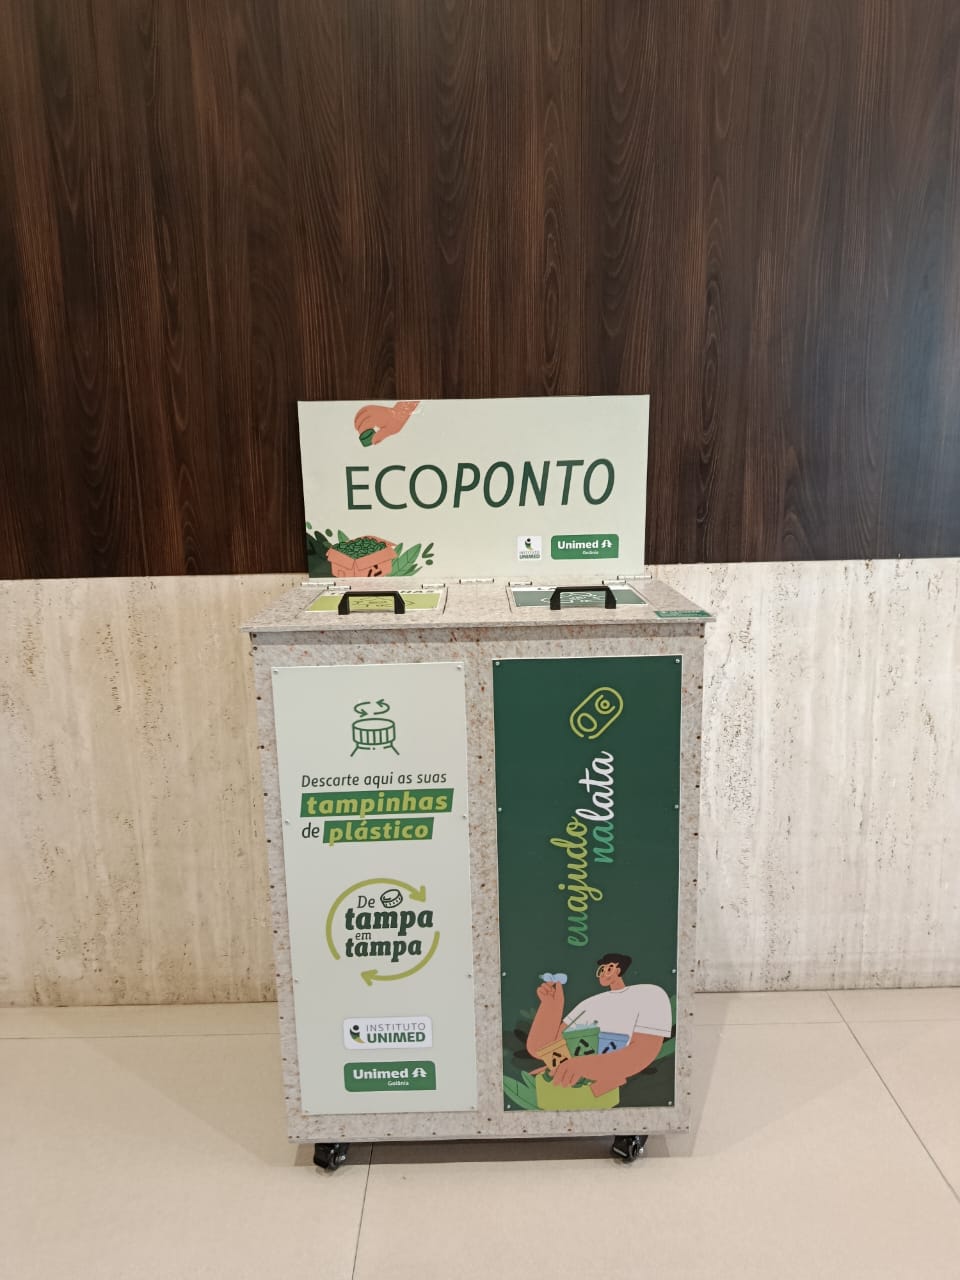 ECOPONTO
INSTITUTO
UNIMED
Unimed
Goiânia
Descarte aqui as suas
tampinhas
de plástico
De
tampa
em
tampa
INSTITUTO
UNIMED
Unimed
Goiânia
euajudo
nalata